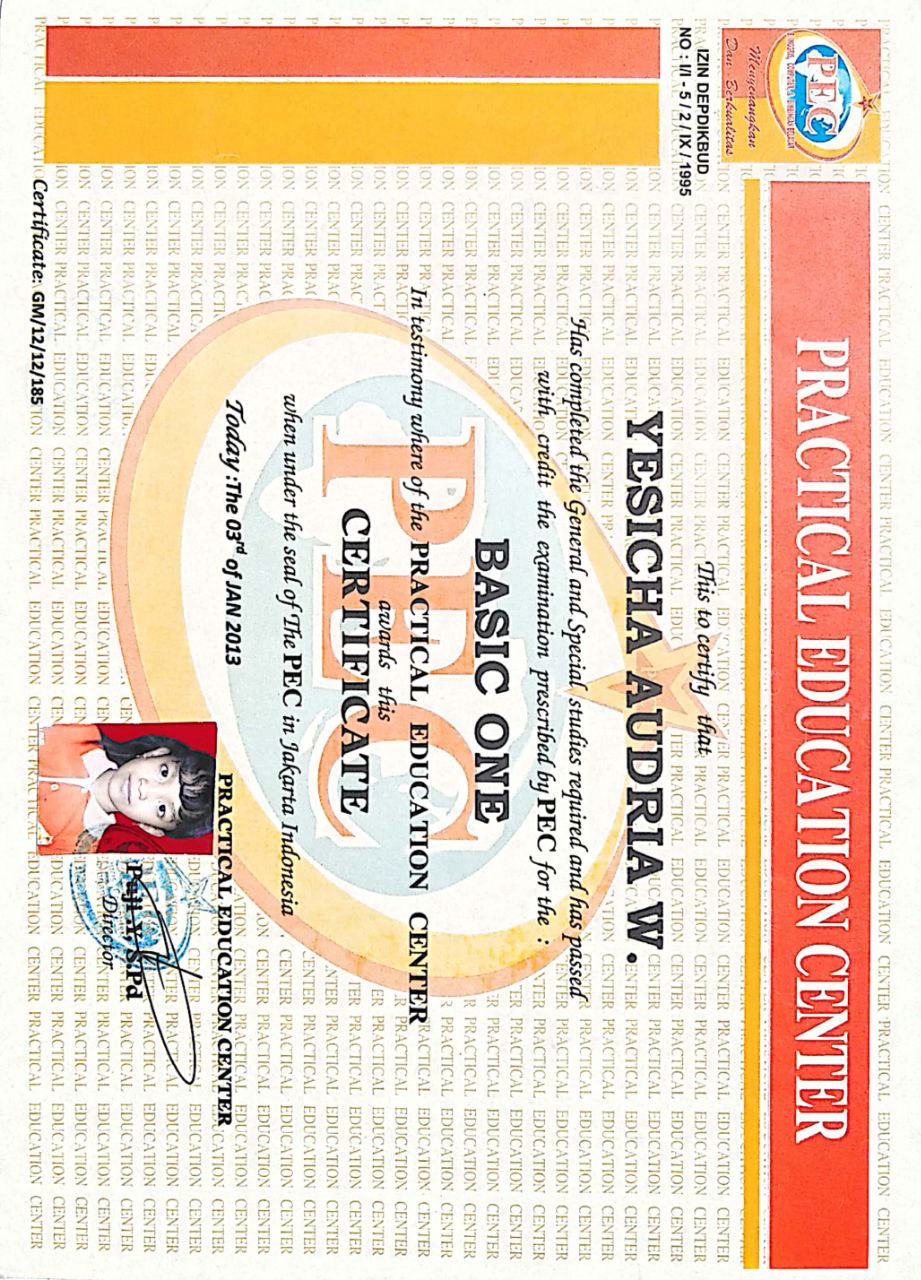 PRACTICAL EDUCATION CENTER
PEC
B. INGGRIS, COMPUTER, & BIMBINGAN BELAJAR
Menyenangkan
Dan Berkualitas
IZIN DEPDIKBUD
NO : I/I - 5 / 2 / IX / 1995
This to certify that
YESICHA AUDRIA W.
Has completed the General and Special studies required and has passed
with credit the examination prescribed by PEC for the :
BASIC ONE
In testimony where of the PRACTICAL EDUCATION CENTER
awards this
CERTIFICATE
when under the seal of The PEC in Jakarta Indonesia
Today :The 03rd of JAN 2013
PRACTICAL EDUCATION CENTER
Puji Y, S.Pd
Director
Certificate: GM/12/12/185